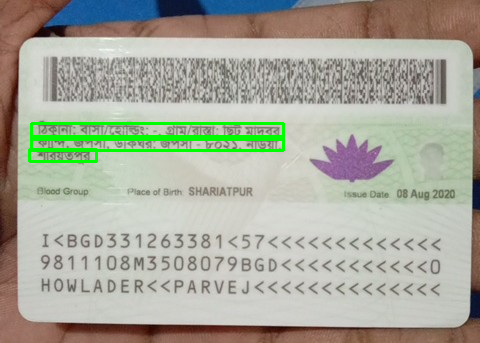 ঠিকানা: বাসা/হোল্ডিং: -, গ্রাম/রাস্তা: ছিট মাদবর
কান্দি, জপসা, ডাকঘর: জপসা - ৮০২১, নড়িয়া,
শরিয়তপুর
Blood Group: Place of Birth: SHARIATPUR Issue Date: 08 Aug 2020
I<BGD331263381<57<<<<<<<<<<<<<
9811108M3508079BGD<<<<<<<<<<<0
HOWLADER<<PARVEJ<<<<<<<<<<<<<<